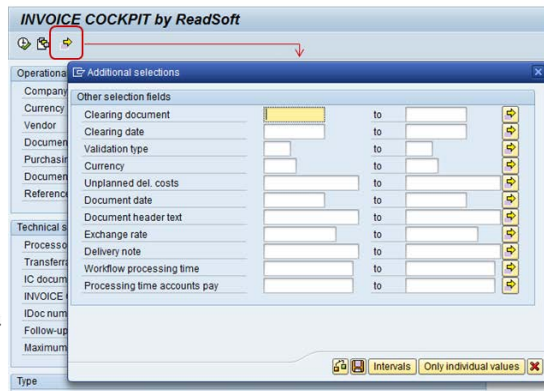 INVOICE COCKPIT by ReadSoft
Additional selections
Operationa
Other selection fields
Company
Clearing document to
Currency
Clearing date to
Vendor
Validation type to
Documen
Currency to
Purchasin
Unplanned del. costs to
Documen
Document date to
Reference
Document header text to
Technical s
Exchange rate to
Processo
Delivery note to
Transferra
Workflow processing time to
IC docum
Processing time accounts pay to
INVOICE
IDoc num
Follow-up
Maximum
Intervals Only individual values
Type